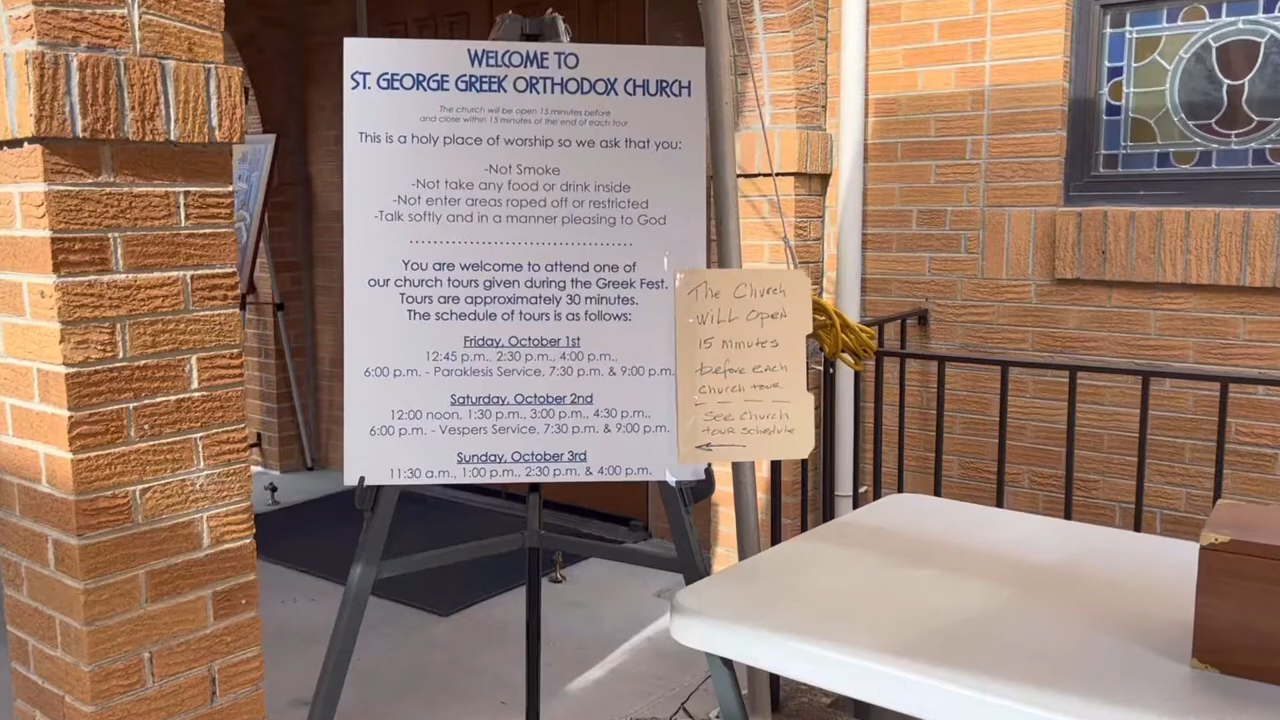 WELCOME TO
ST. GEORGE GREEK ORTHODOX CHURCH
The church will be open 15 minutes before
and close within 15 minutes of the end of each tour.
This is a holy place of worship so we ask that you:
-Not Smoke
-Not take any food or drink inside
-Not enter areas roped off or restricted
-Talk softly and in a manner pleasing to God
You are welcome to attend one of
our church tours given during the Greek Fest.
Tours are approximately 30 minutes.
The schedule of tours is as follows:
Friday, October 1st
12:45 p.m., 2:30 p.m., 4:00 p.m.,
6:00 p.m. - Paraklesis Service, 7:30 p.m. & 9:00 p.m.
Saturday, October 2nd
12:00 noon, 1:30 p.m., 3:00 p.m., 4:30 p.m.,
6:00 p.m. - Vespers Service, 7:30 p.m. & 9:00 p.m.
Sunday, October 3rd
11:30 a.m., 1:00 p.m., 2:30 p.m. & 4:00 p.m.
The Church
WILL OPEN
15 minutes
before each
Church tour
See Church
tour schedule